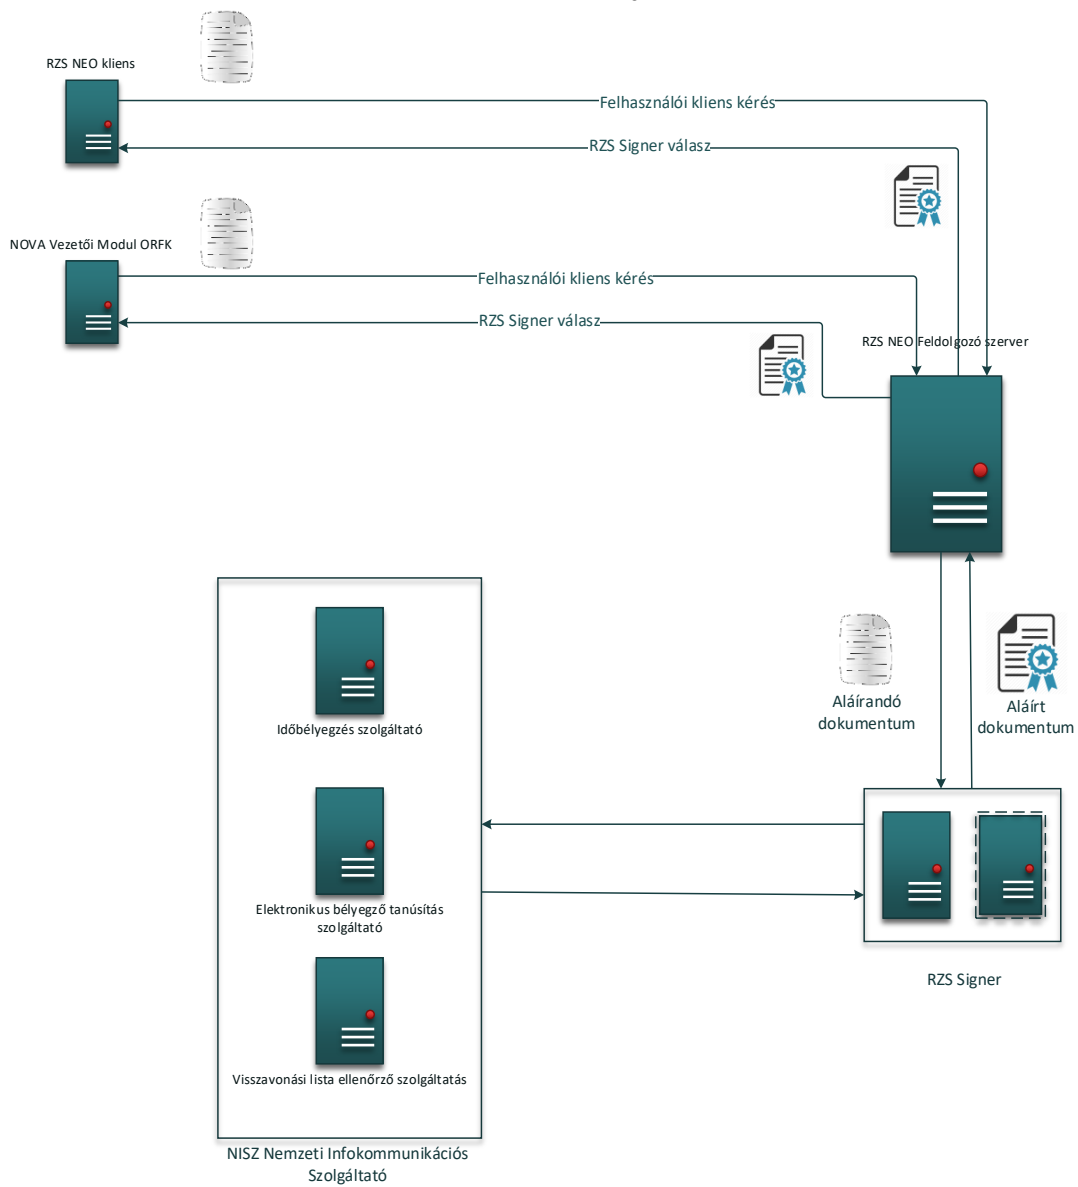 RZS NEO kliens
Felhasználói kliens kérés
RZS Signer válasz
NOVA Vezetői Modul ORFK
Felhasználói kliens kérés
RZS Signer válasz
RZS NEO Feldolgozó szerver
Aláírandó
dokumentum
Aláírt
dokumentum
Időbélyegzés szolgáltató
Elektronikus bélyegző tanúsítás
szolgáltató
RZS Signer
Visszavonási lista ellenőrző szolgáltatás
NISZ Nemzeti Infokommunikációs
Szolgáltató